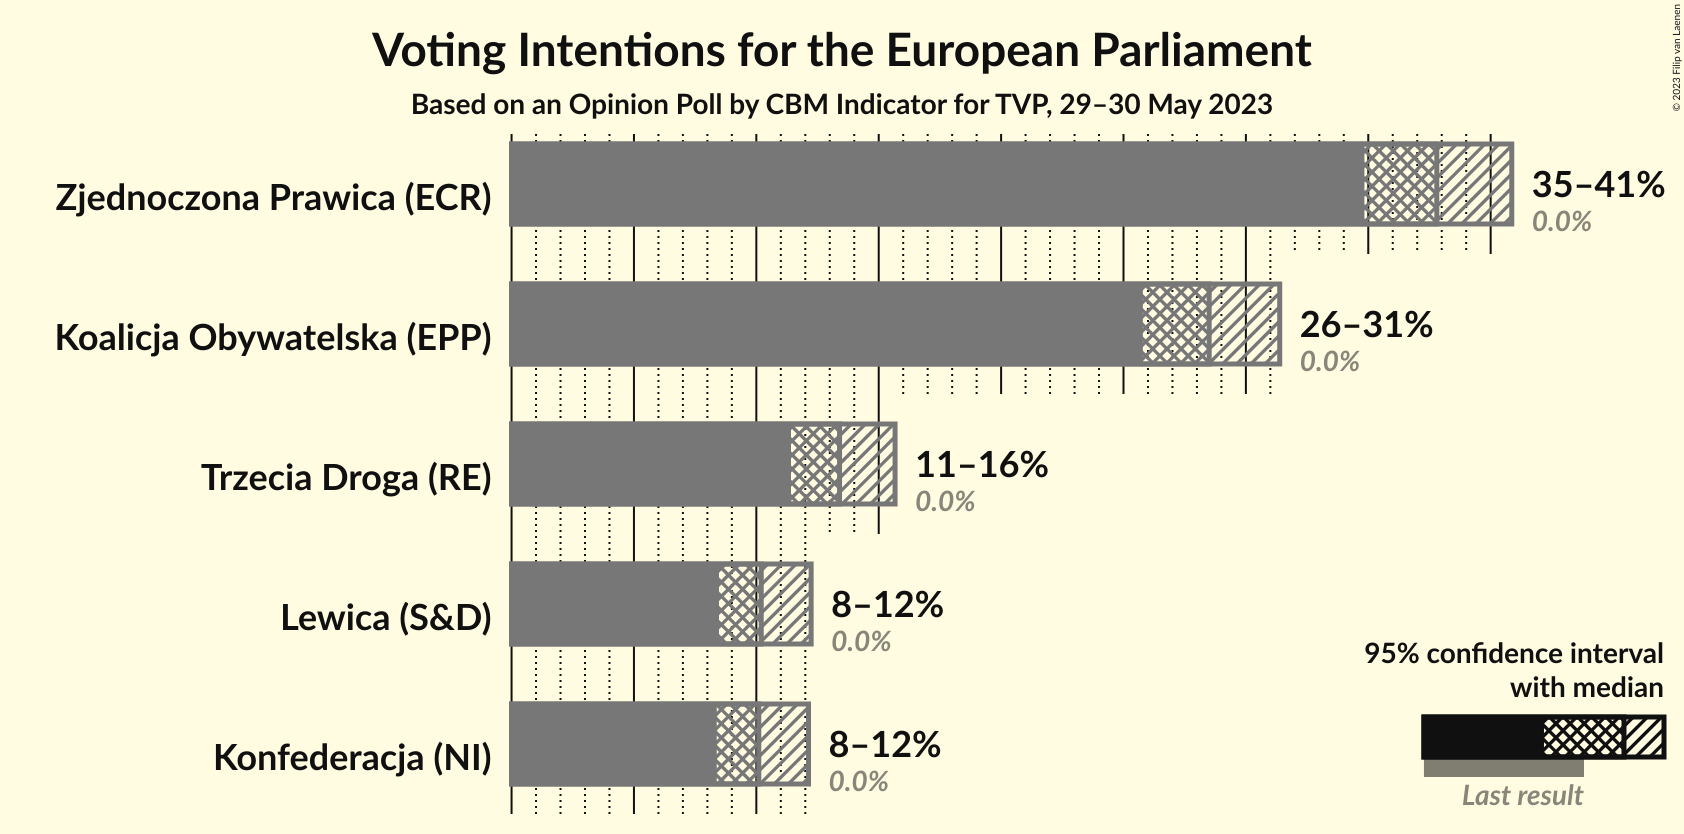 Voting Intentions for the European Parliament
Based on an Opinion Poll by CBM Indicator for TVP, 29–30 May 2023
© 2023 Filip van Laenen
Zjednoczona Prawica (ECR)
35–41%
0.0%
Koalicja Obywatelska (EPP)
26–31%
0.0%
Trzecia Droga (RE)
11–16%
0.0%
Lewica (S&D)
8–12%
0.0%
Konfederacja (NI)
8–12%
0.0%
95% confidence interval
with median
Last result